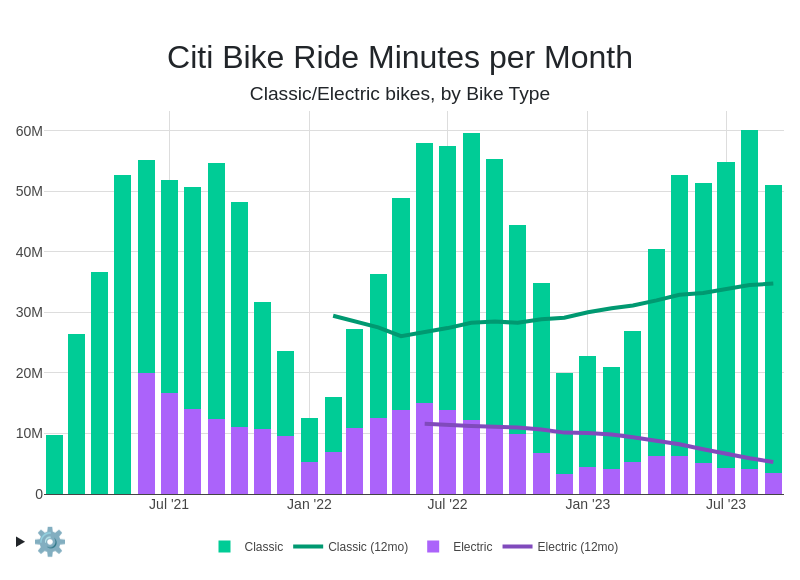 Citi Bike Ride Minutes per Month
Classic/Electric bikes, by Bike Type
60M
50M
40M
30M
20M
10M
0
Jul '21 Jan '22 Jul '22 Jan '23 Jul '23
Classic Classic (12mo) Electric Electric (12mo)